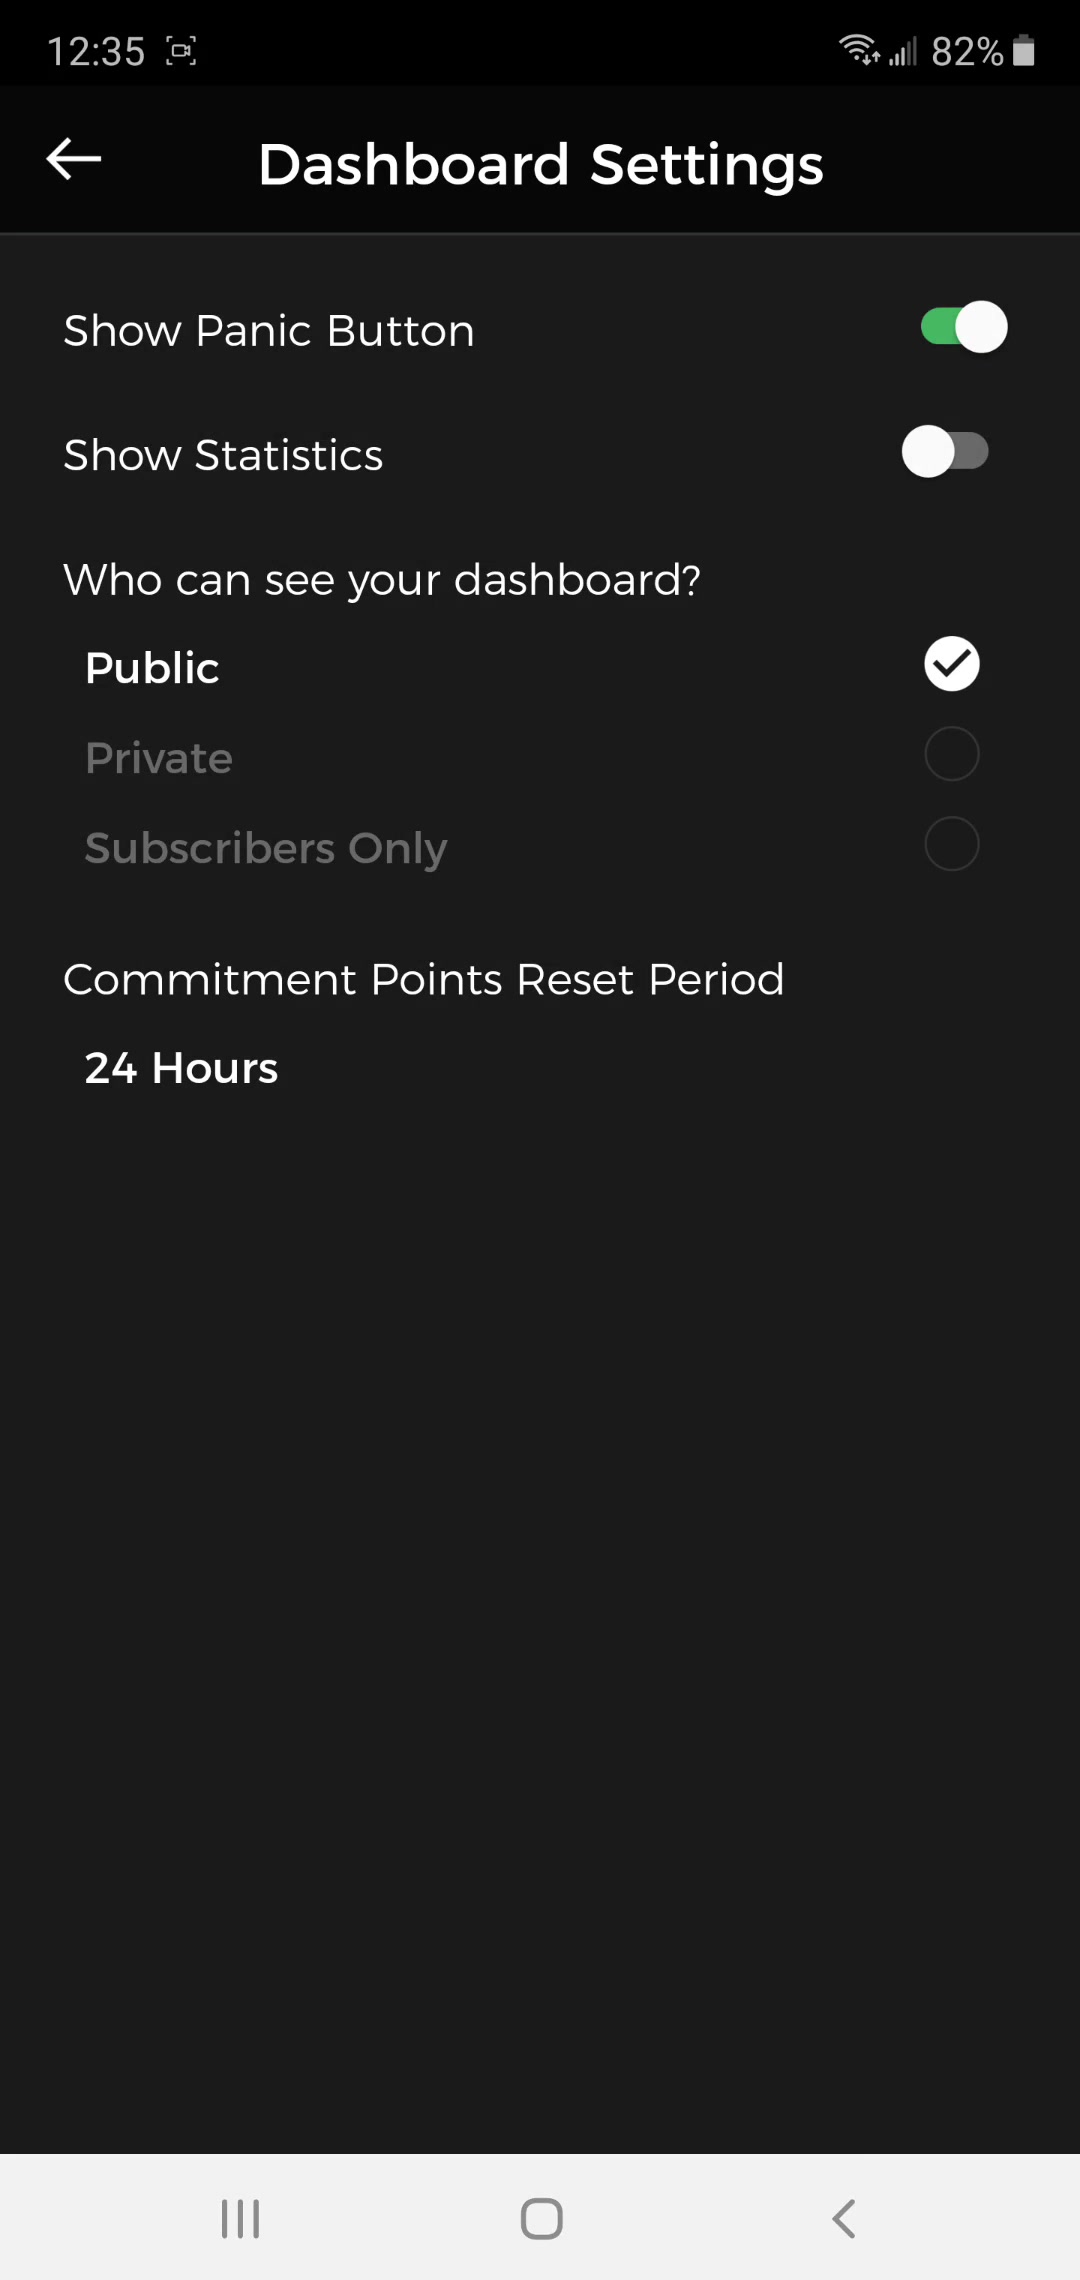 12:35
82%
Dashboard Settings
Show Panic Button
Show Statistics
Who can see your dashboard?
Public
Private
Subscribers Only
Commitment Points Reset Period
24 Hours